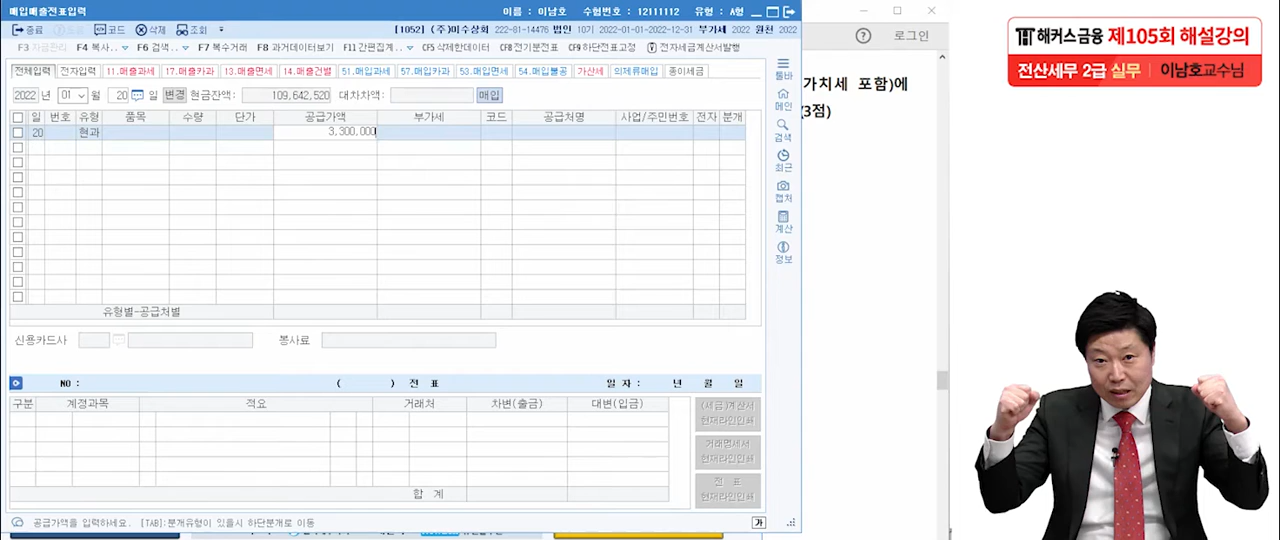 매입매출전표입력 이름 : 이남호 수험번호 : 12111112 유형 : A형
종료 도움 코드 삭제 조회 [1052] (주)미수상회 222-81-14476 법인 10기 2022-01-01~2022-12-31 부가세 2022 원천 2022
F3 자금관리 F4 복사.. F6 검색.. F7 복수거래 F8 과거데이터보기 F11 간편집계.. CF5 삭제한데이터 CF8 전기분전표 CF9 하단전표고정 전자세금계산서발행
전체입력 전자입력 11.매출과세 17.매출카과 13.매출면세 14.매출건별 51.매입과세 57.매입카과 53.매입면세 54.매입불공 가산세 의제류매입 종이세금
2022 년 01 월 20 일 변경 현금잔액: 109,642,520 대차차액: 매입
일 번호 유형 품목 수량 단가 공급가액 부가세 코드 공급처명 사업/주민번호 전자 분개
20 현과 3,300,000
유형별-공급처별
신용카드사 봉사료
NO : ( ) 전 표 일 자 : 년 월 일
구분 계정과목 적요 거래처 차변(출금) 대변(입금)
합 계
(세금)계산서
현재라인인쇄
거래명세서
현재라인인쇄
전 표
현재라인인쇄
공급가액을 입력하세요. [TAB]:분개유형이 있을시 하단분개로 이동 가
툴바
메인
검색
최근
캡처
계산
정보
로그인
가치세 포함)에
(3점)
해커스금융 제105회 해설강의
전산세무 2급 실무 이남호교수님